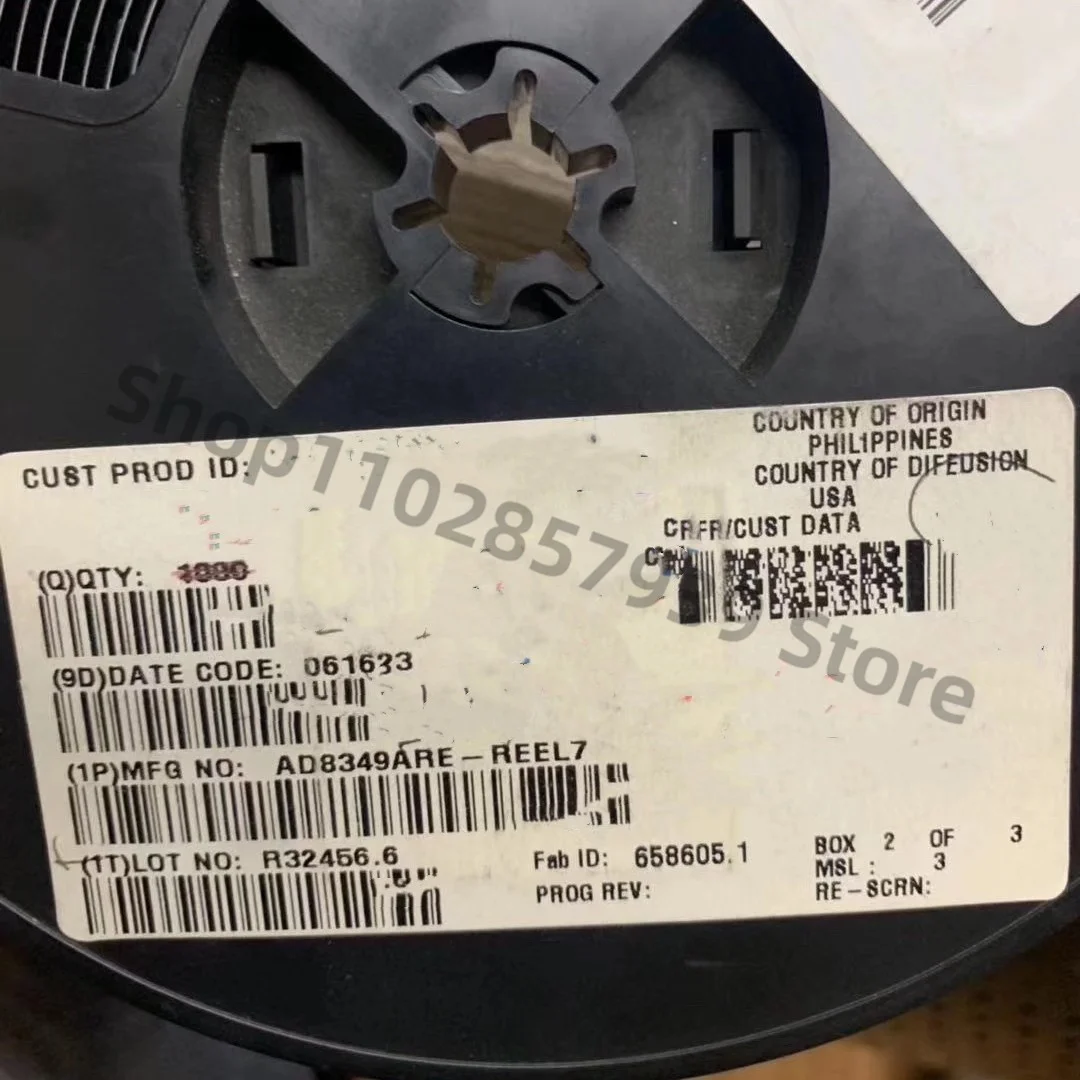 COUNTRY OF ORIGIN
PHILIPPINES
COUNTRY OF DIFEUSION
USA
CUST PROD ID:
CRFR/CUST DATA
(Q)QTY: 1000
(9D)DATE CODE: 061633
(1P)MFG NO: AD8349ARE-REEL7
(1T)LOT NO: R32456.6
Fab ID: 658605.1
PROG REV:
BOX 2 OF 3
MSL: 3
RE-SCRN:
Store